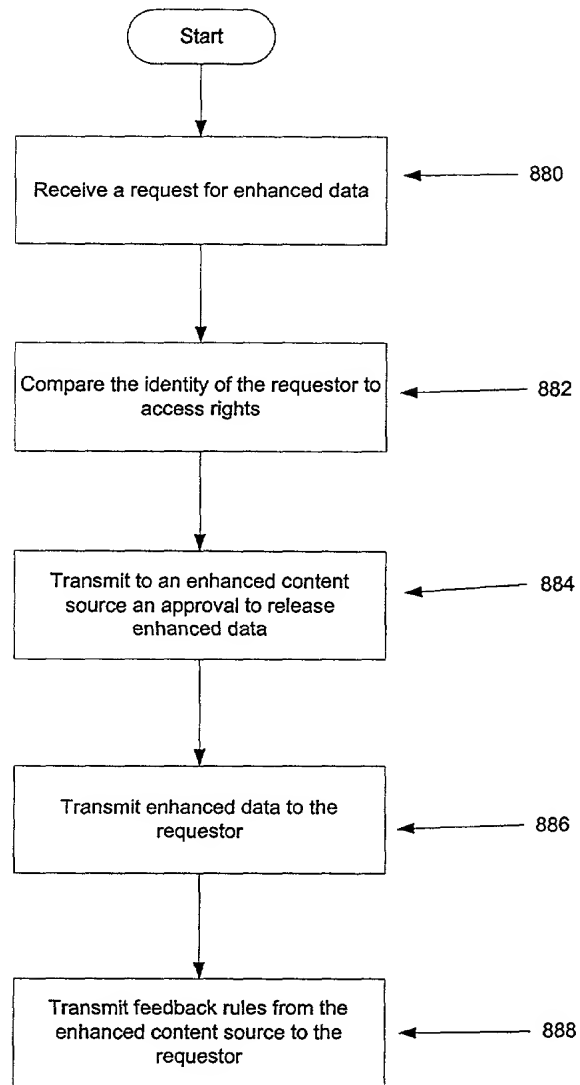 Start
Receive a request for enhanced data
880
Compare the identity of the requestor to
access rights
882
Transmit to an enhanced content
source an approval to release
enhanced data
884
Transmit enhanced data to the
requestor
886
Transmit feedback rules from the
enhanced content source to the
requestor
888